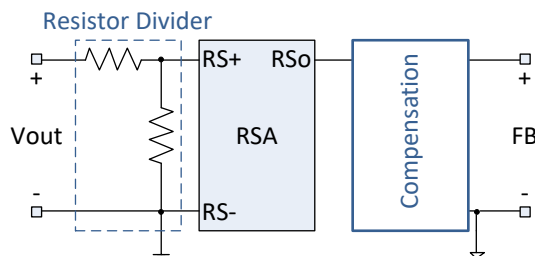 Resistor Divider
RS+ RSo
+ +
Vout RSA Compensation FB
- -
RS-